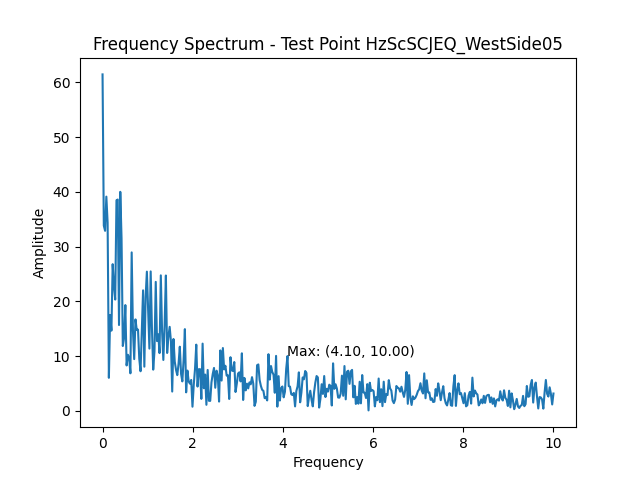 Frequency Spectrum - Test Point HzScSCJEQ_WestSide05
60
50
40
30
20
10
0
Amplitude
Max: (4.10, 10.00)
0 2 4 6 8 10
Frequency